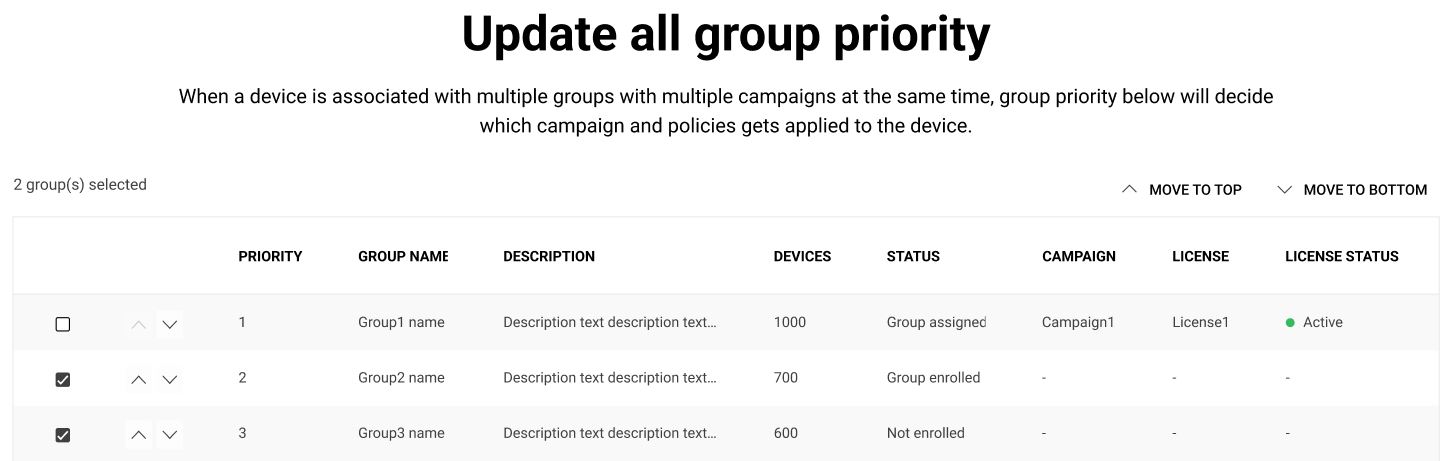 Update all group priority
When a device is associated with multiple groups with multiple campaigns at the same time, group priority below will decide
which campaign and policies gets applied to the device.
2 group(s) selected
MOVE TO TOP MOVE TO BOTTOM
PRIORITY GROUP NAME DESCRIPTION DEVICES STATUS CAMPAIGN LICENSE LICENSE STATUS
1 Group1 name Description text description text... 1000 Group assigned Campaign1 License1 Active
2 Group2 name Description text description text... 700 Group enrolled - - -
3 Group3 name Description text description text... 600 Not enrolled - - -